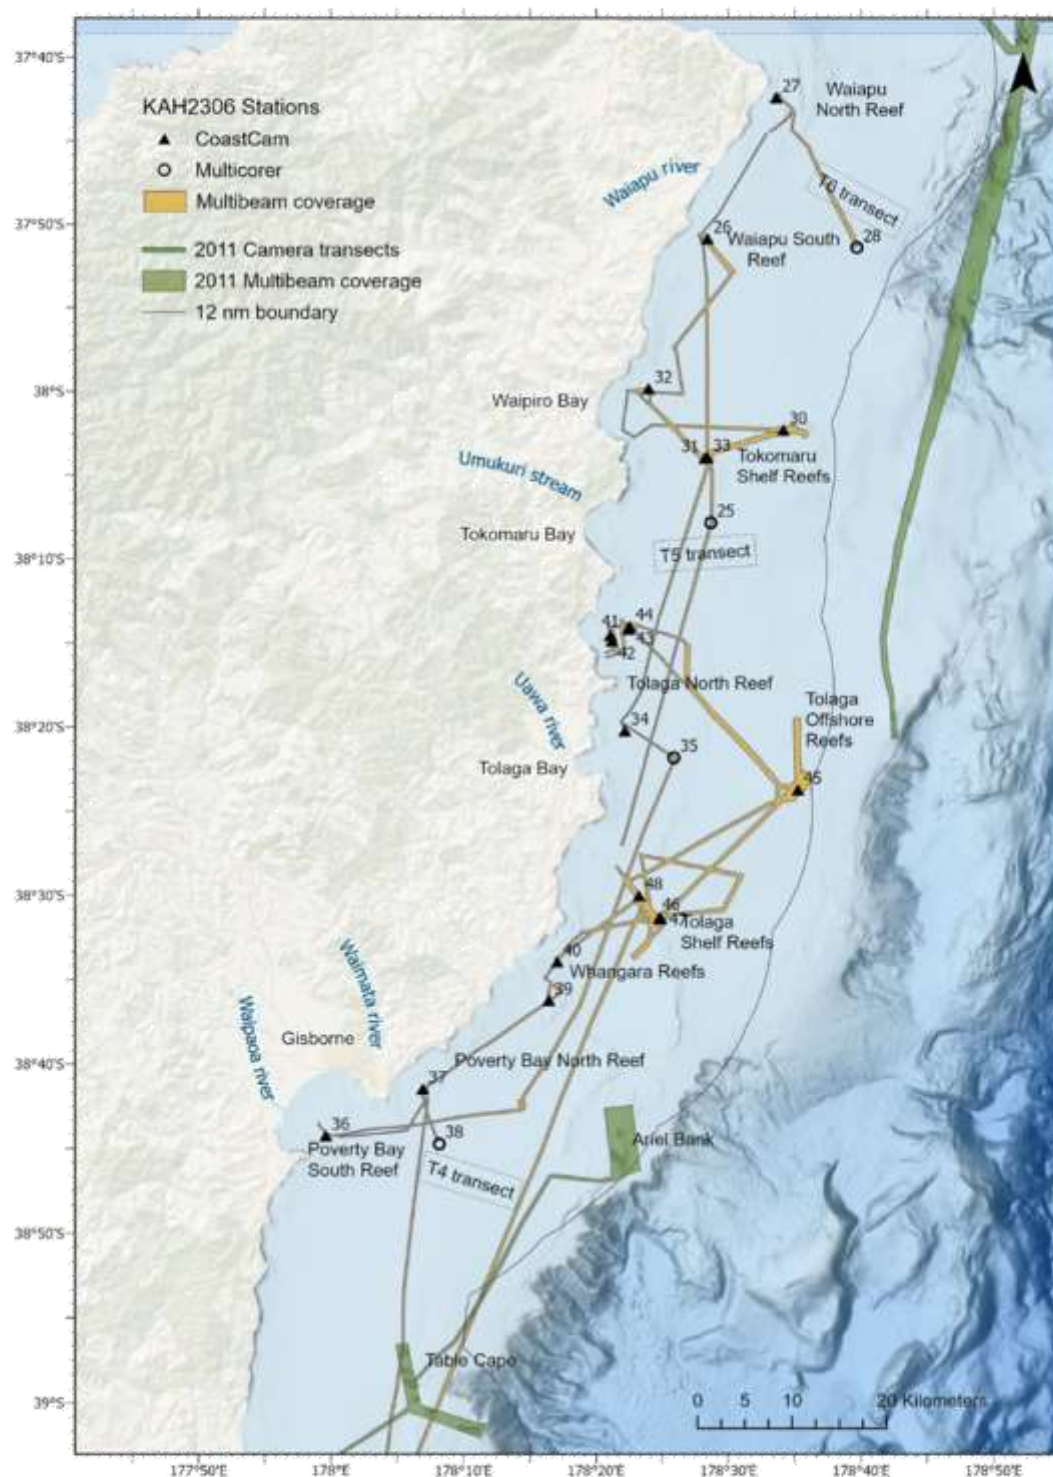 37°40'S
37°50'S
38°S
38°10'S
38°20'S
38°30'S
38°40'S
38°50'S
39°S
KAH2306 Stations
CoastCam
Multicorer
Multibeam coverage
2011 Camera transects
2011 Multibeam coverage
12 nm boundary
27
Waiapu
North Reef
Waiapu river
T6 transect
28
26
Waiapu South
Reef
32
Waipiro Bay
30
31
33
Tokomaru
Shelf Reefs
Umukuri stream
25
Tokomaru Bay
T5 transect
41
44
43
42
Tolaga North Reef
Uawa river
34
35
Tolaga
Offshore
Reefs
Tolaga Bay
45
48
46
47
Tolaga
Shelf Reefs
40
Whangara Reefs
39
Waimata river
Waipaoa river
Gisborne
Poverty Bay North Reef
37
36
38
Poverty Bay
South Reef
T4 transect
Ariel Bank
Table Cape
0 5 10 20 Kilometers
177°50'E
178°E
178°10'E
178°20'E
178°30'E
178°40'E
178°50'E